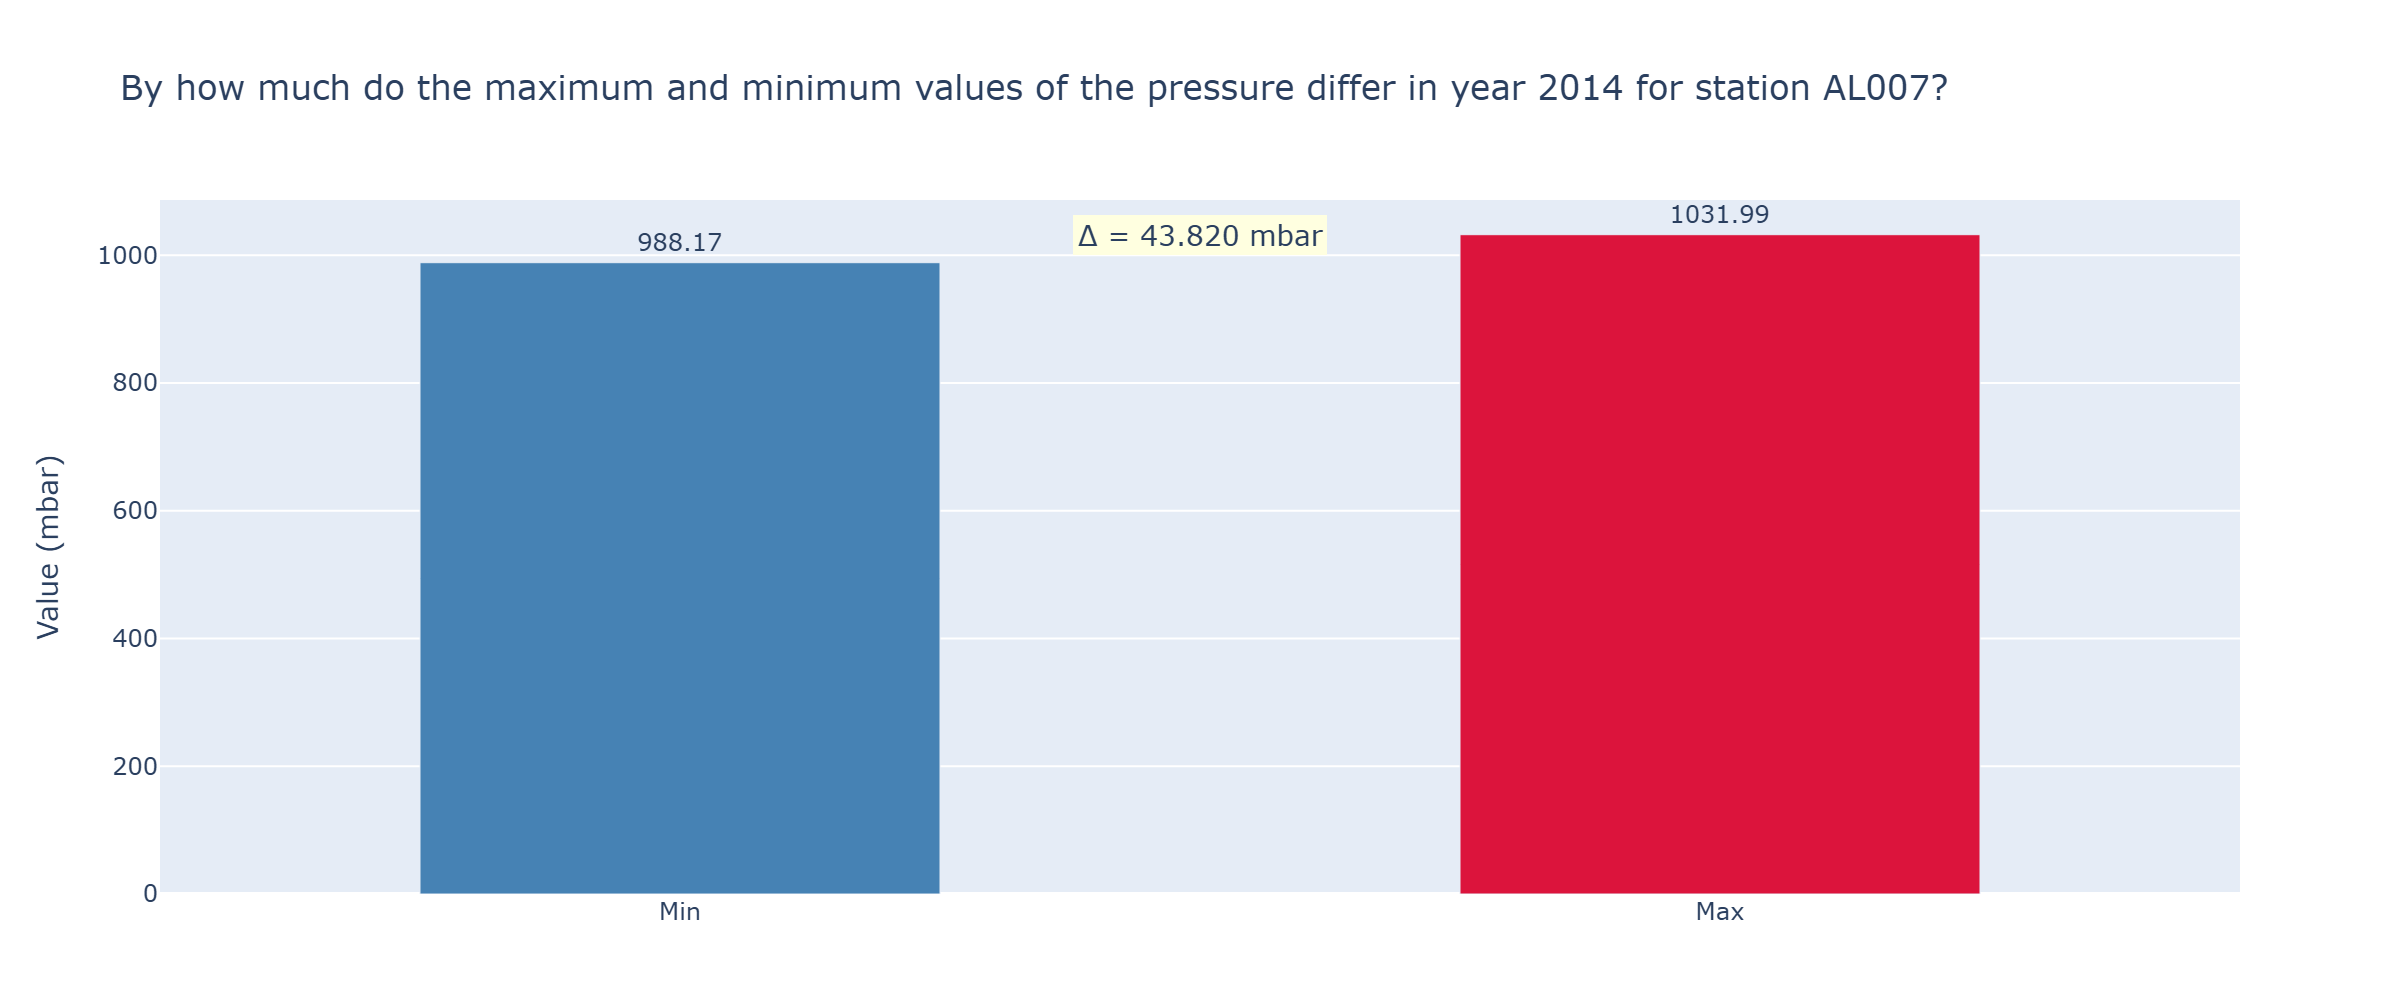 By how much do the maximum and minimum values of the pressure differ in year 2014 for station AL007?
988.17
Δ = 43.820 mbar
1031.99
1000
800
600
400
200
0
Value (mbar)
Min
Max